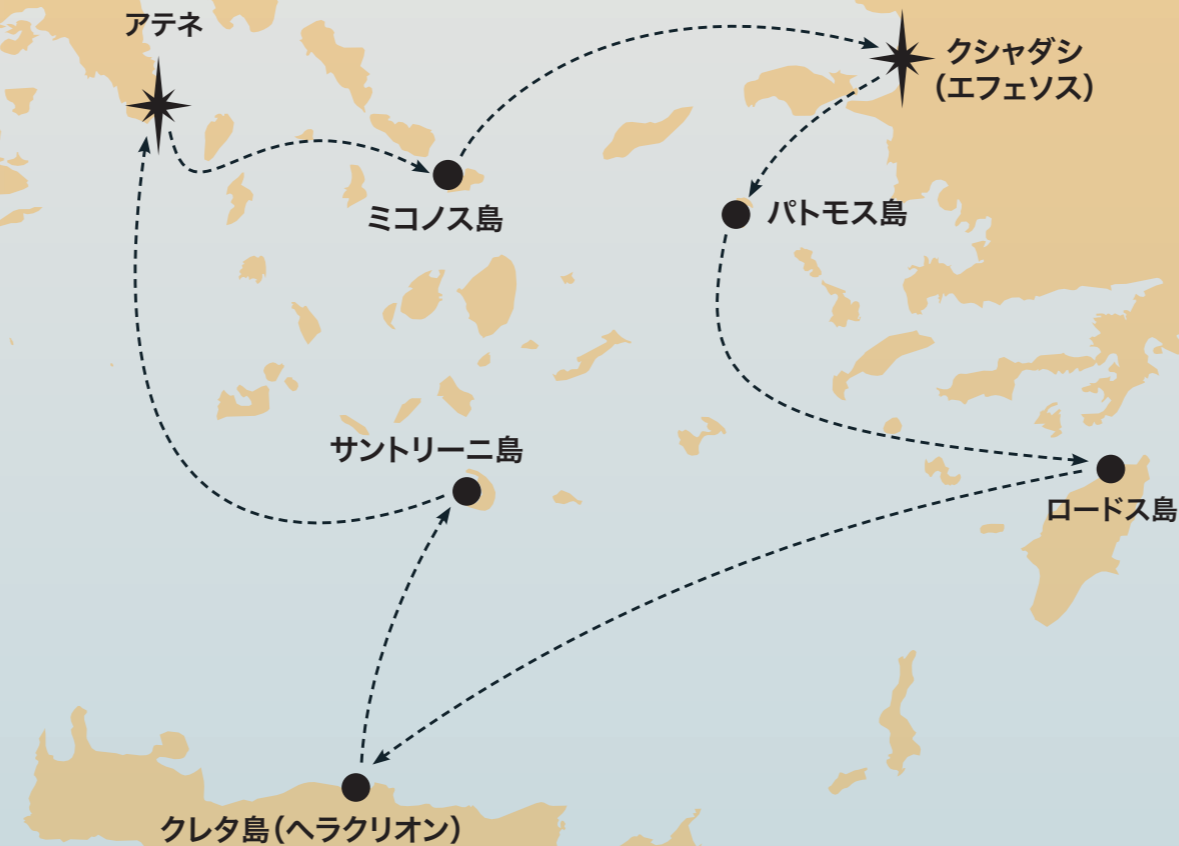 アテネ
クシャダシ
(エフェソス)
ミコノス島
パトモス島
サントリーニ島
ロードス島
クレタ島(ヘラクリオン)